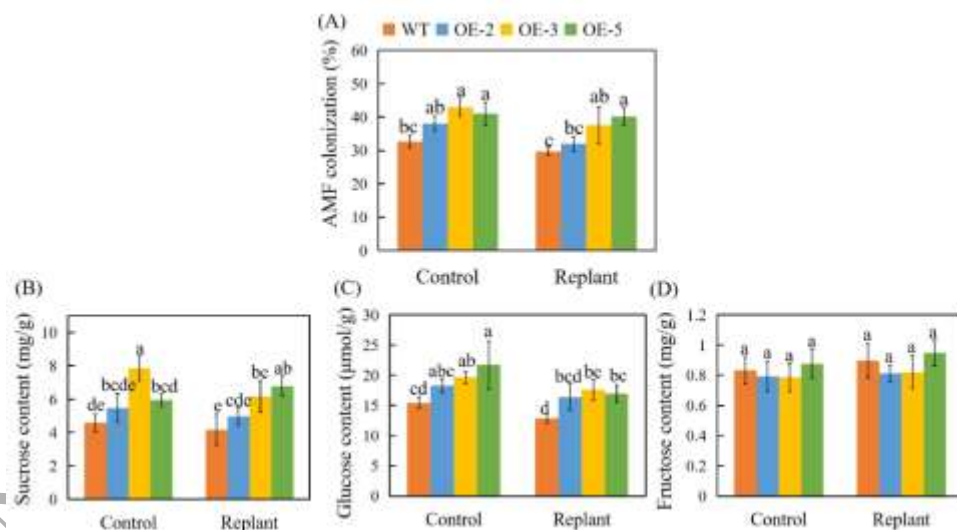 (A)
WT OE-2 OE-3 OE-5
AMF colonization (%)
60
50
40
30
20
10
0
bc ab a a c bc ab a
Control Replant
(B)
Sucrose content (mg/g)
10
8
6
4
2
0
de bcde a bcd e cde bc ab
Control Replant
(C)
Glucose content (μmol/g)
30
25
20
15
10
5
0
cd abc ab a d bcd bc bc
Control Replant
(D)
Fructose content (mg/g)
1.2
1
0.8
0.6
0.4
0.2
0
a a a a a a a a
Control Replant